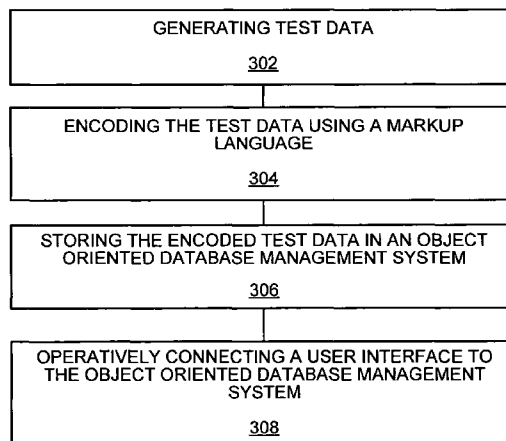 GENERATING TEST DATA
302
ENCODING THE TEST DATA USING A MARKUP
LANGUAGE
304
STORING THE ENCODED TEST DATA IN AN OBJECT
ORIENTED DATABASE MANAGEMENT SYSTEM
306
OPERATIVELY CONNECTING A USER INTERFACE TO
THE OBJECT ORIENTED DATABASE MANAGEMENT
SYSTEM
308